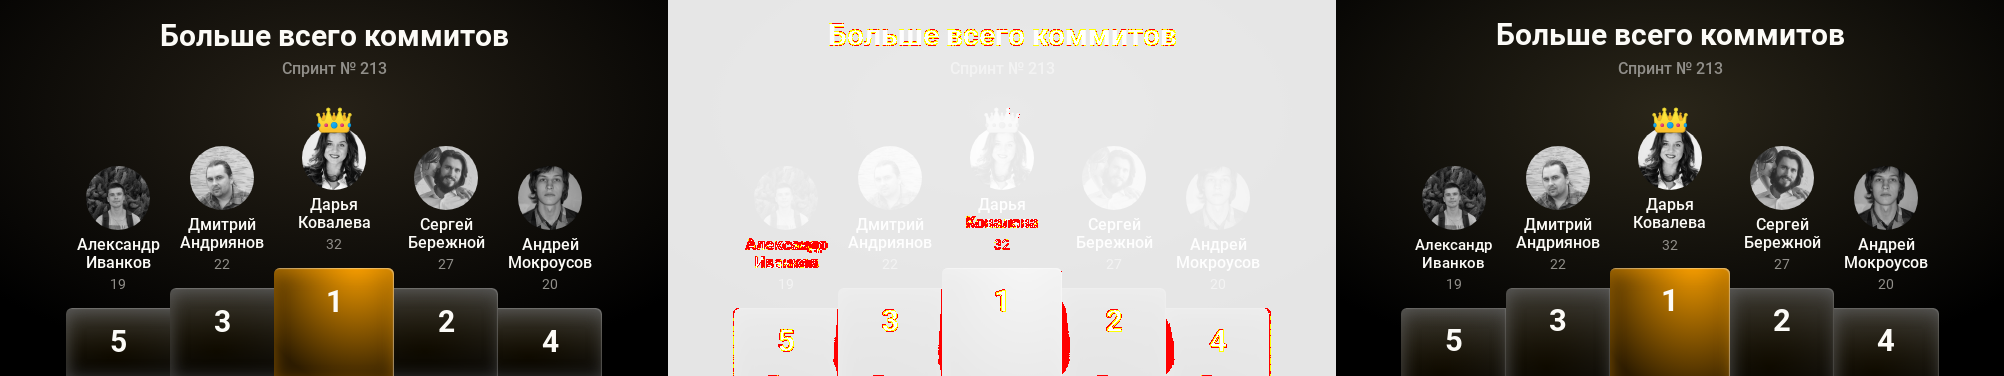 Больше всего коммитов
Спринт № 213
Дарья
Ковалева
32
Дмитрий
Андриянов
22
Сергей
Бережной
27
Александр
Иванков
19
Андрей
Мокроусов
20
1
3
2
5
4
Больше всего коммитов
Спринт № 213
Дарья
Ковалева
32
Дмитрий
Андриянов
22
Сергей
Бережной
27
Александр
Иванков
19
Андрей
Мокроусов
20
1
3
2
5
4
Больше всего коммитов
Спринт № 213
Дарья
Ковалева
32
Дмитрий
Андриянов
22
Сергей
Бережной
27
Александр
Иванков
19
Андрей
Мокроусов
20
1
3
2
5
4